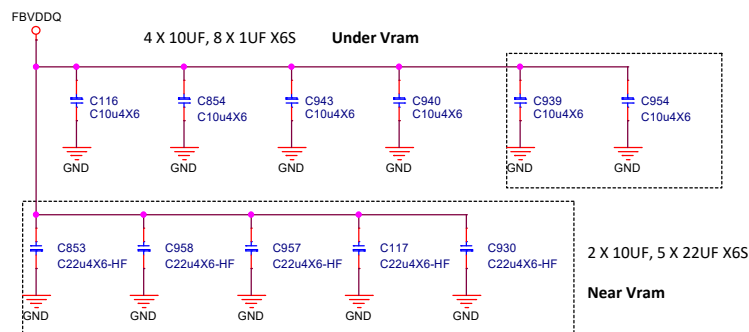 FBVDDQ
4 X 10UF, 8 X 1UF X6S Under Vram
C116
C10u4X6
C854
C10u4X6
C943
C10u4X6
C940
C10u4X6
C939
C10u4X6
C954
C10u4X6
GND
GND
GND
GND
GND
GND
C853
C22u4X6-HF
C958
C22u4X6-HF
C957
C22u4X6-HF
C117
C22u4X6-HF
C930
C22u4X6-HF
2 X 10UF, 5 X 22UF X6S
Near Vram
GND
GND
GND
GND
GND